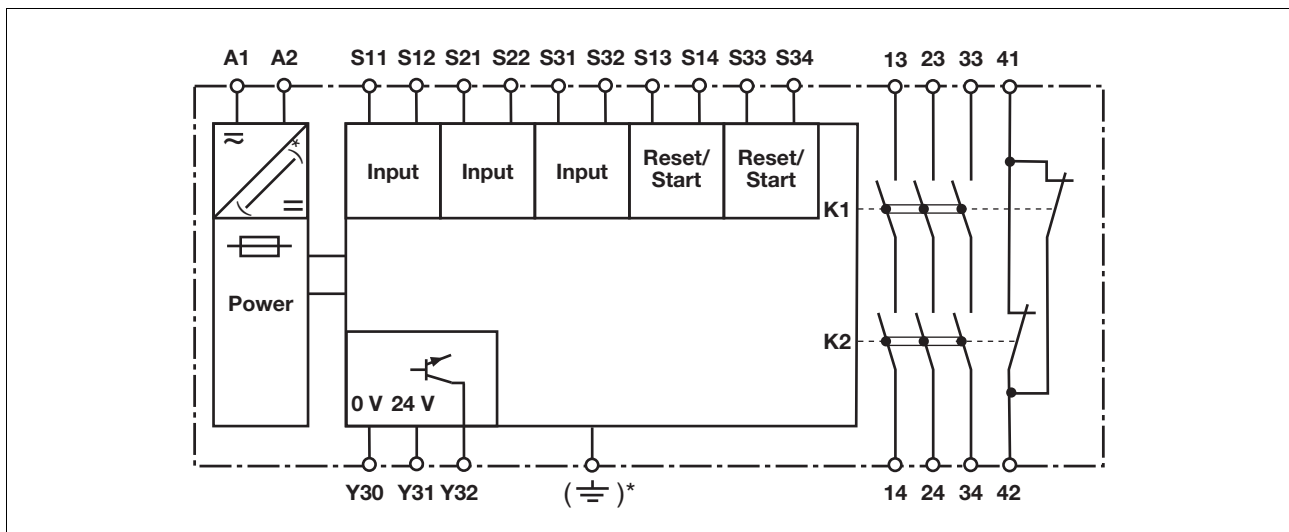 A1 A2 S11 S12 S21 S22 S31 S32 S13 S14 S33 S34 13 23 33 41
*
Input Input Input Reset/ Start Reset/ Start
K1
Power
K2
0 V 24 V
Y30 Y31 Y32 ( )* 14 24 34 42